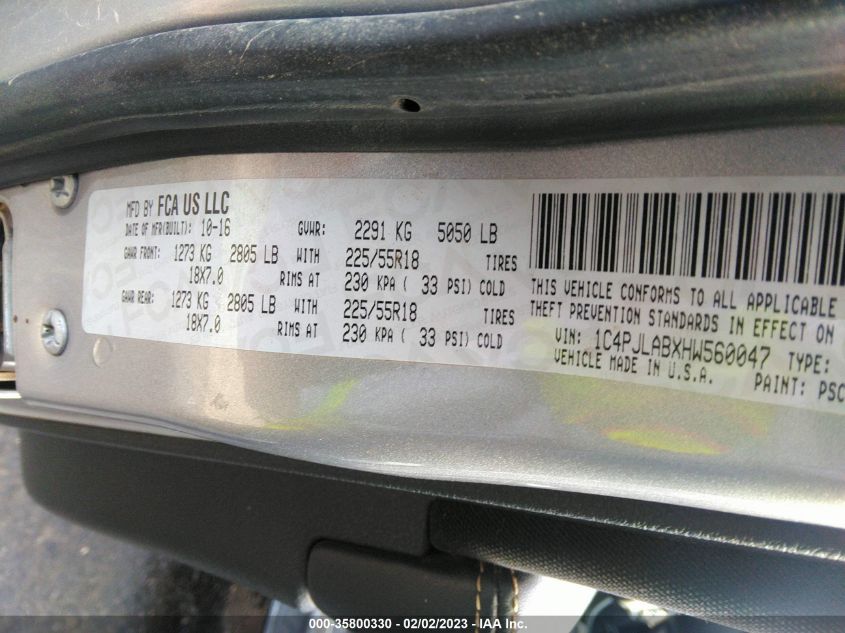 MFD BY FCA US LLC
DATE OF MFR(BUILT): 10-16 GVWR: 2291 KG 5050 LB
GAWR FRONT: 1273 KG 2805 LB WITH 225/55R18 TIRES
18X7.0 RIMS AT 230 KPA ( 33 PSI) COLD
GAWR REAR: 1273 KG 2805 LB WITH 225/55R18 TIRES
18X7.0 RIMS AT 230 KPA ( 33 PSI) COLD
THIS VEHICLE CONFORMS TO ALL APPLICABLE
THEFT PREVENTION STANDARDS IN EFFECT ON
VIN: 1C4PJLABXHW560047 TYPE:
VEHICLE MADE IN U.S.A. PAINT: PSC
000-35800330 - 02/02/2023 - IAA Inc.